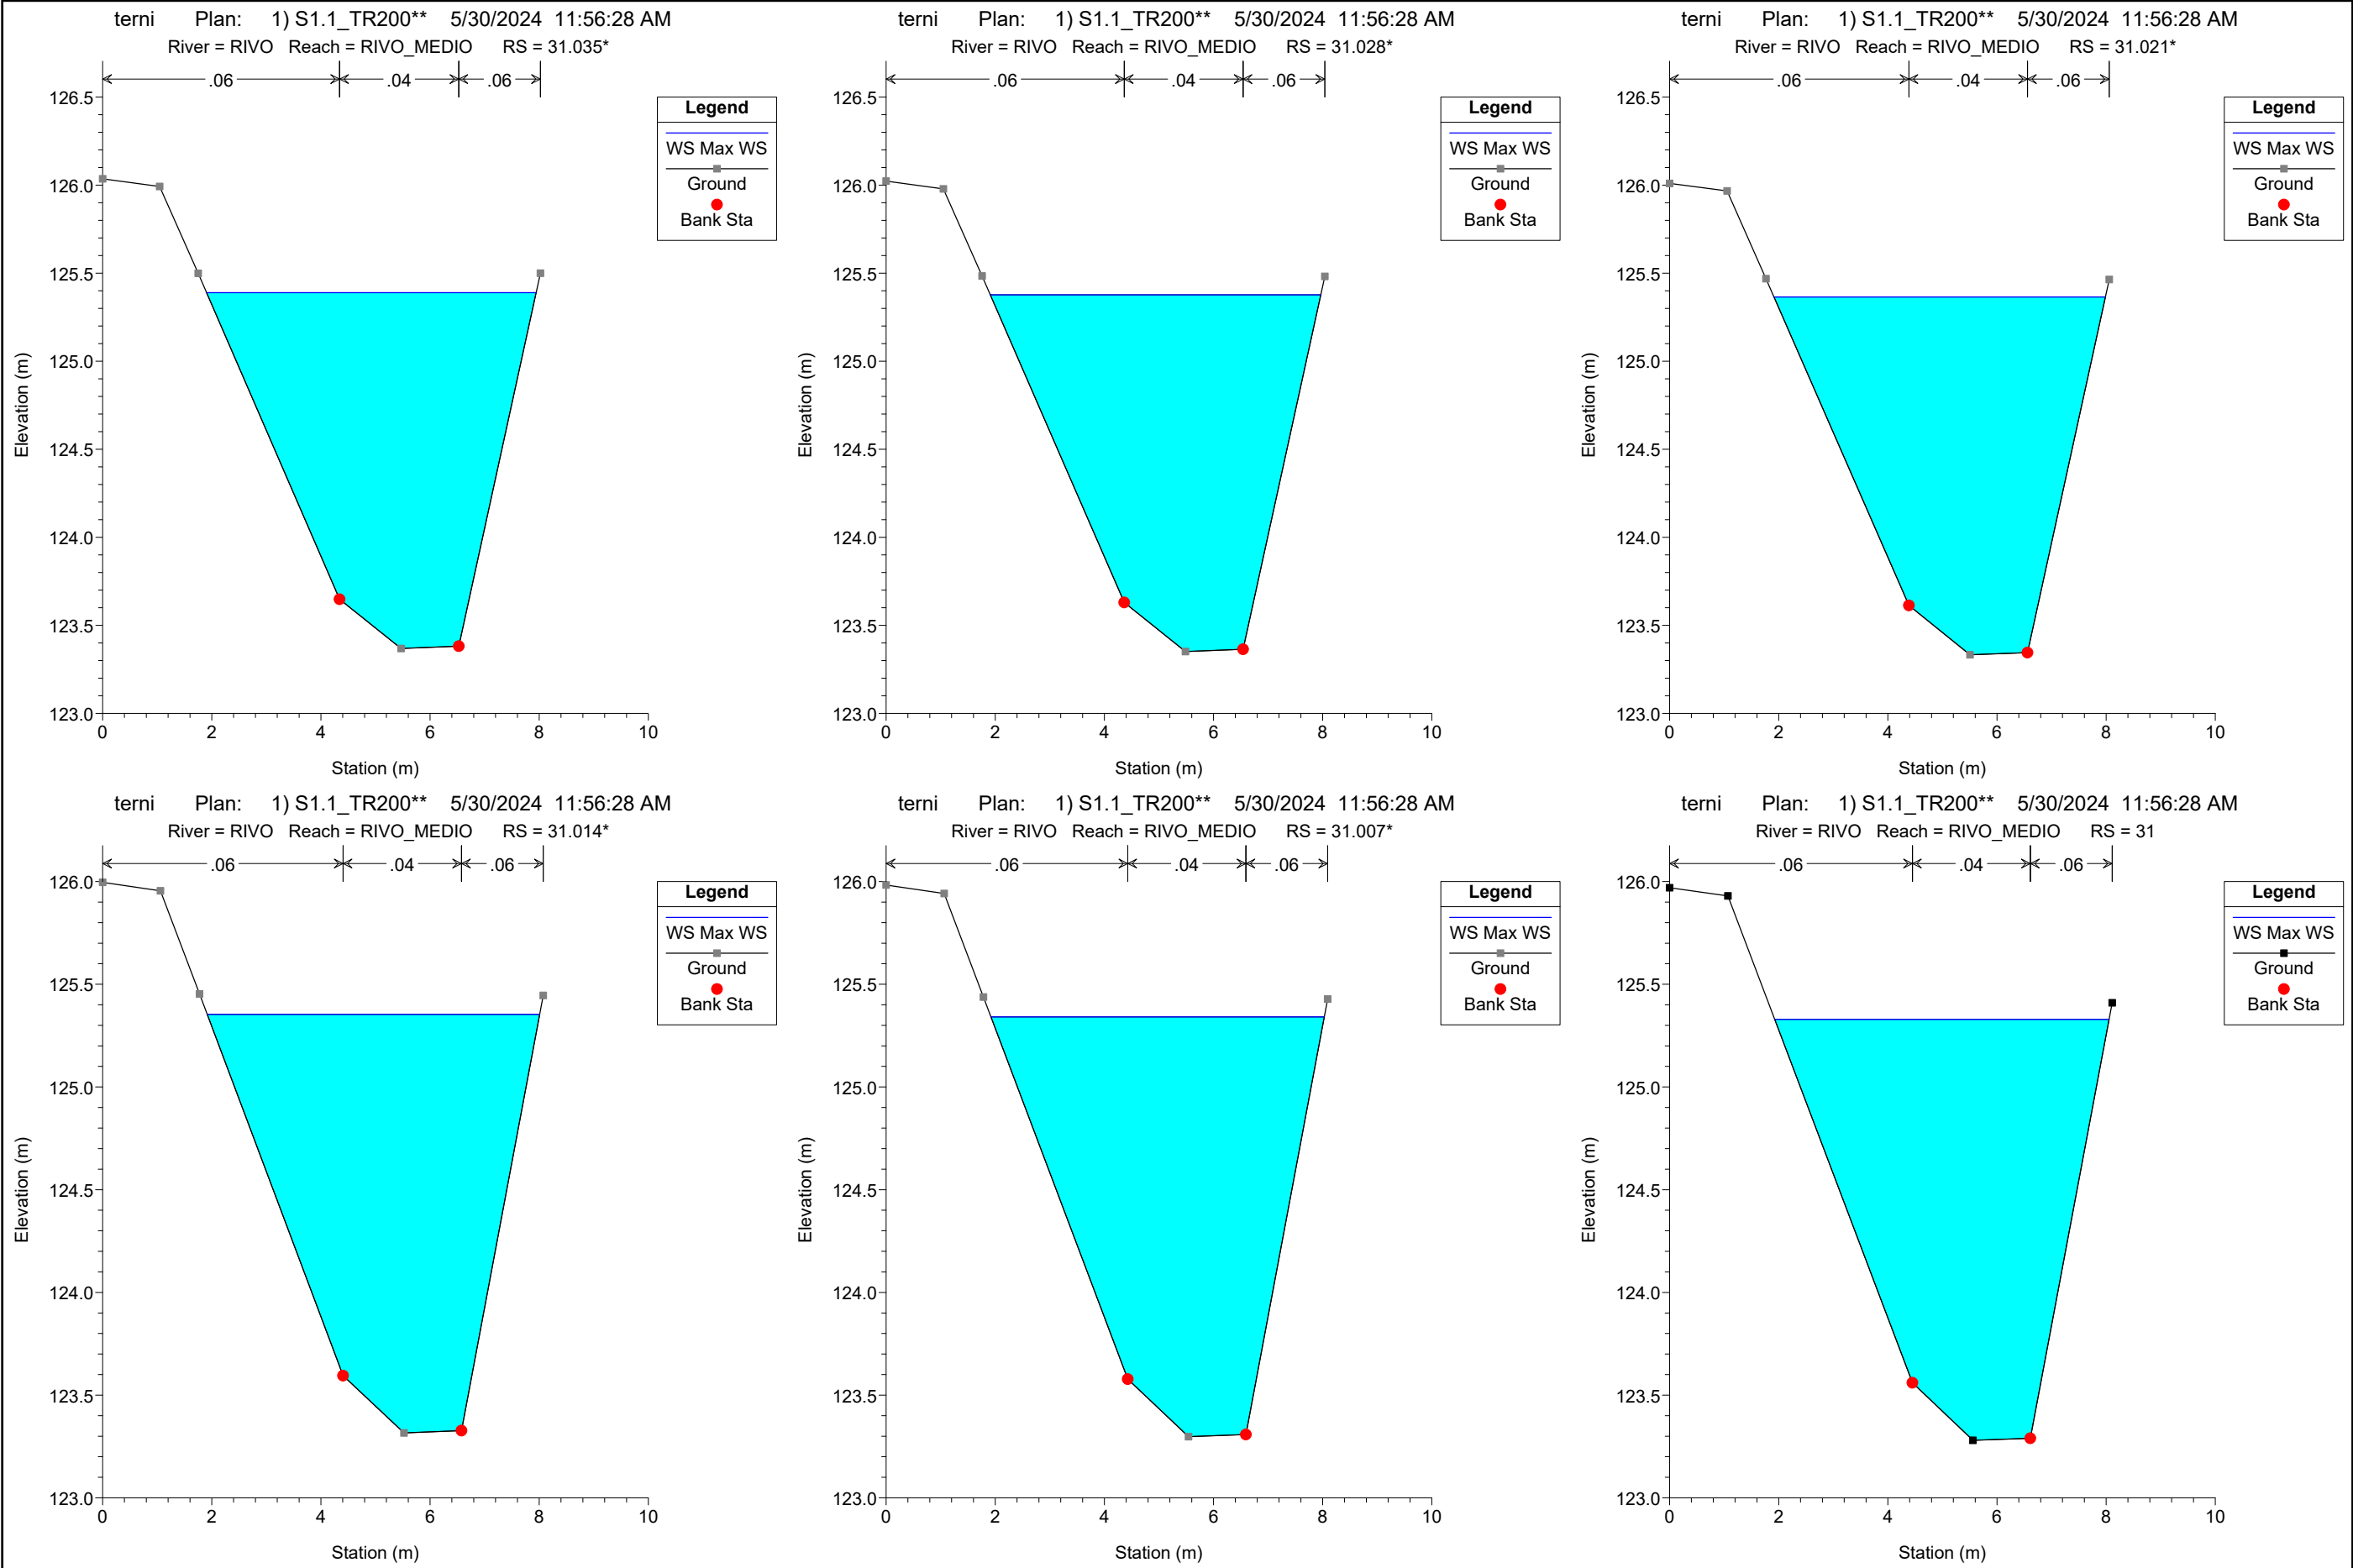 terni Plan: 1) S1.1_TR200** 5/30/2024 11:56:28 AM
River = RIVO Reach = RIVO_MEDIO RS = 31.035*
.06 .04 .06
126.5
126.0
125.5
125.0
124.5
124.0
123.5
123.0
0 2 4 6 8 10
Station (m)
Elevation (m)
Legend
WS Max WS
Ground
Bank Sta
terni Plan: 1) S1.1_TR200** 5/30/2024 11:56:28 AM
River = RIVO Reach = RIVO_MEDIO RS = 31.028*
.06 .04 .06
126.5
126.0
125.5
125.0
124.5
124.0
123.5
123.0
0 2 4 6 8 10
Station (m)
Elevation (m)
Legend
WS Max WS
Ground
Bank Sta
terni Plan: 1) S1.1_TR200** 5/30/2024 11:56:28 AM
River = RIVO Reach = RIVO_MEDIO RS = 31.021*
.06 .04 .06
126.5
126.0
125.5
125.0
124.5
124.0
123.5
123.0
0 2 4 6 8 10
Station (m)
Elevation (m)
Legend
WS Max WS
Ground
Bank Sta
terni Plan: 1) S1.1_TR200** 5/30/2024 11:56:28 AM
River = RIVO Reach = RIVO_MEDIO RS = 31.014*
.06 .04 .06
126.0
125.5
125.0
124.5
124.0
123.5
123.0
0 2 4 6 8 10
Station (m)
Elevation (m)
Legend
WS Max WS
Ground
Bank Sta
terni Plan: 1) S1.1_TR200** 5/30/2024 11:56:28 AM
River = RIVO Reach = RIVO_MEDIO RS = 31.007*
.06 .04 .06
126.0
125.5
125.0
124.5
124.0
123.5
123.0
0 2 4 6 8 10
Station (m)
Elevation (m)
Legend
WS Max WS
Ground
Bank Sta
terni Plan: 1) S1.1_TR200** 5/30/2024 11:56:28 AM
River = RIVO Reach = RIVO_MEDIO RS = 31
.06 .04 .06
126.0
125.5
125.0
124.5
124.0
123.5
123.0
0 2 4 6 8 10
Station (m)
Elevation (m)
Legend
WS Max WS
Ground
Bank Sta